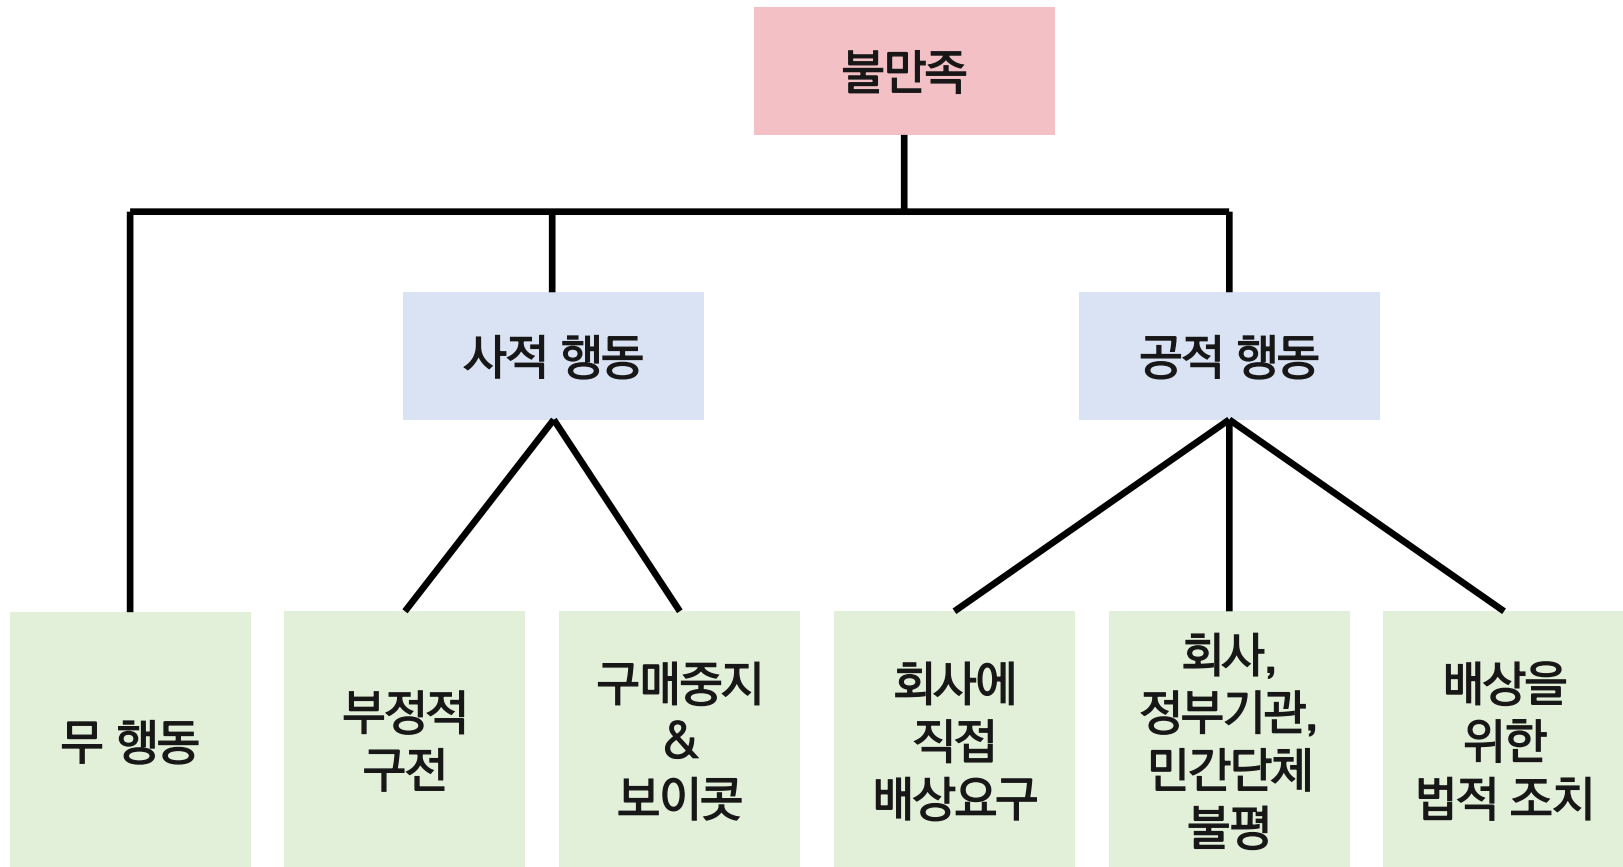 불만족
사적 행동
공적 행동
무 행동
부정적
구전
구매중지
&
보이콧
회사에
직접
배상요구
회사,
정부기관,
민간단체
불평
배상을
위한
법적 조치